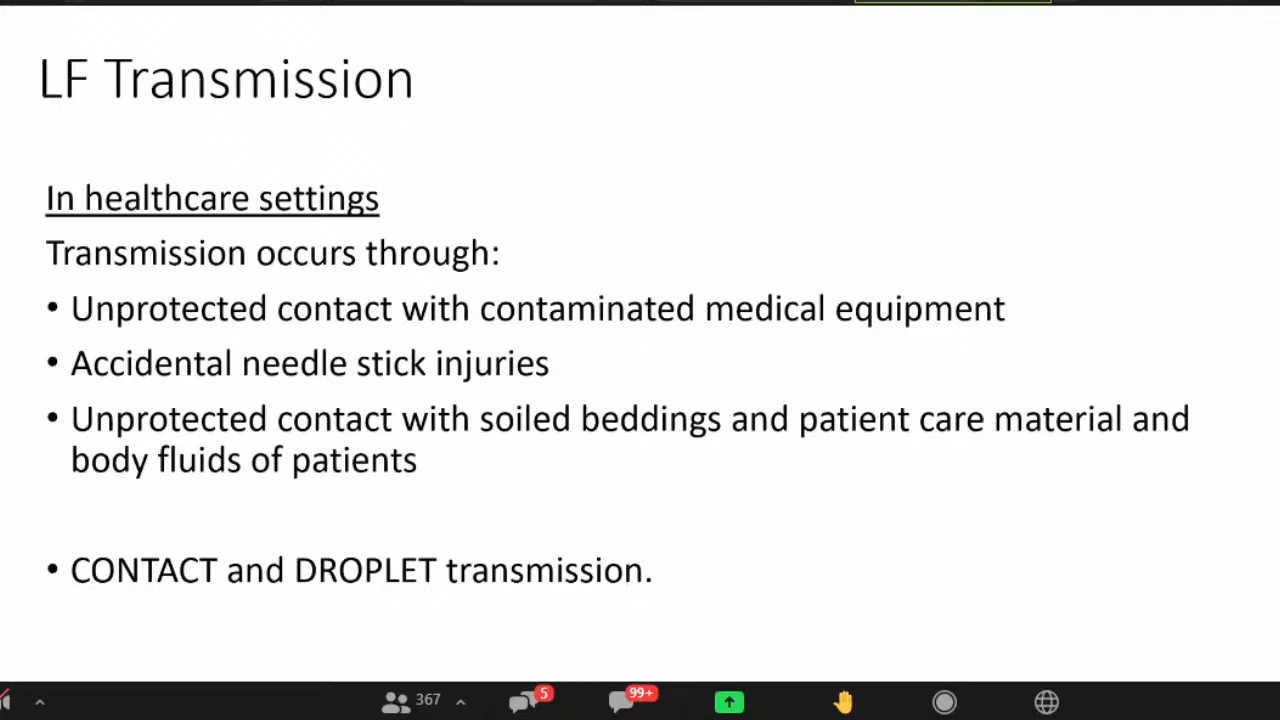 LF Transmission
In healthcare settings
Transmission occurs through:
• Unprotected contact with contaminated medical equipment
• Accidental needle stick injuries
• Unprotected contact with soiled beddings and patient care material and
body fluids of patients
• CONTACT and DROPLET transmission.
367
5
99+